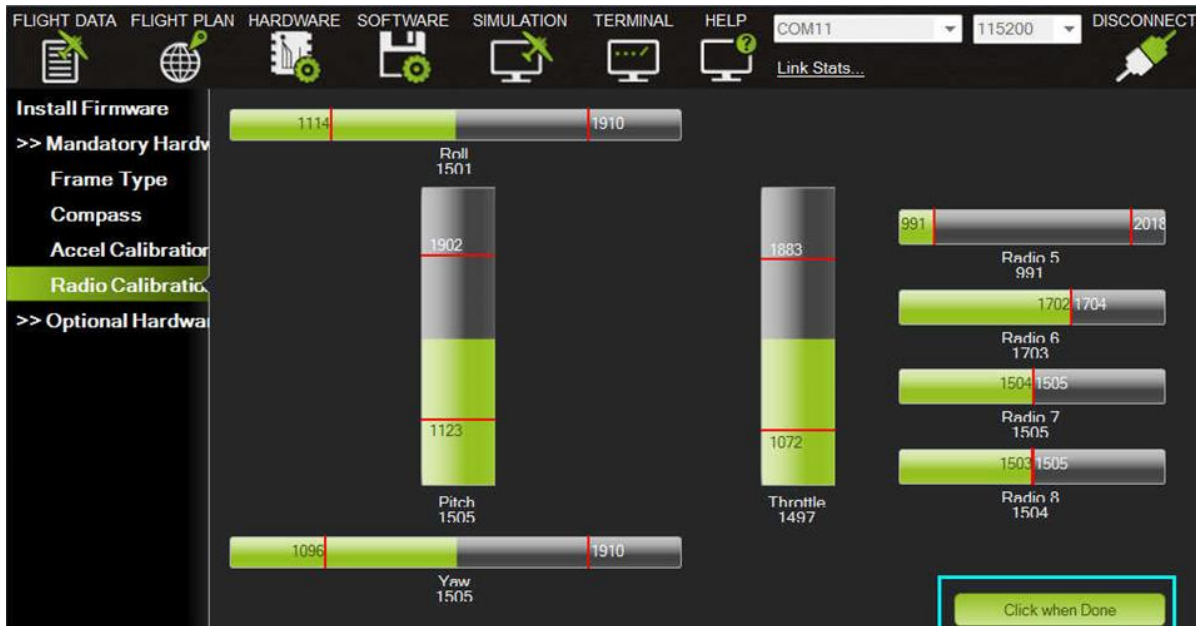 FLIGHT DATA FLIGHT PLAN HARDWARE SOFTWARE SIMULATION TERMINAL HELP COM11 115200 DISCONNECT
Link Stats...
Install Firmware
>> Mandatory Hardw
Frame Type
Compass
Accel Calibration
Radio Calibratio
>> Optional Hardwar
1114 1910
Roll
1501
1902
1123
Pitch
1505
1883
1072
Throttle
1497
991 2018
Radio 5
991
1702 1704
Radio 6
1703
1504 1505
Radio 7
1505
1503 1505
Radio 8
1504
1096 1910
Yaw
1505
Click when Done